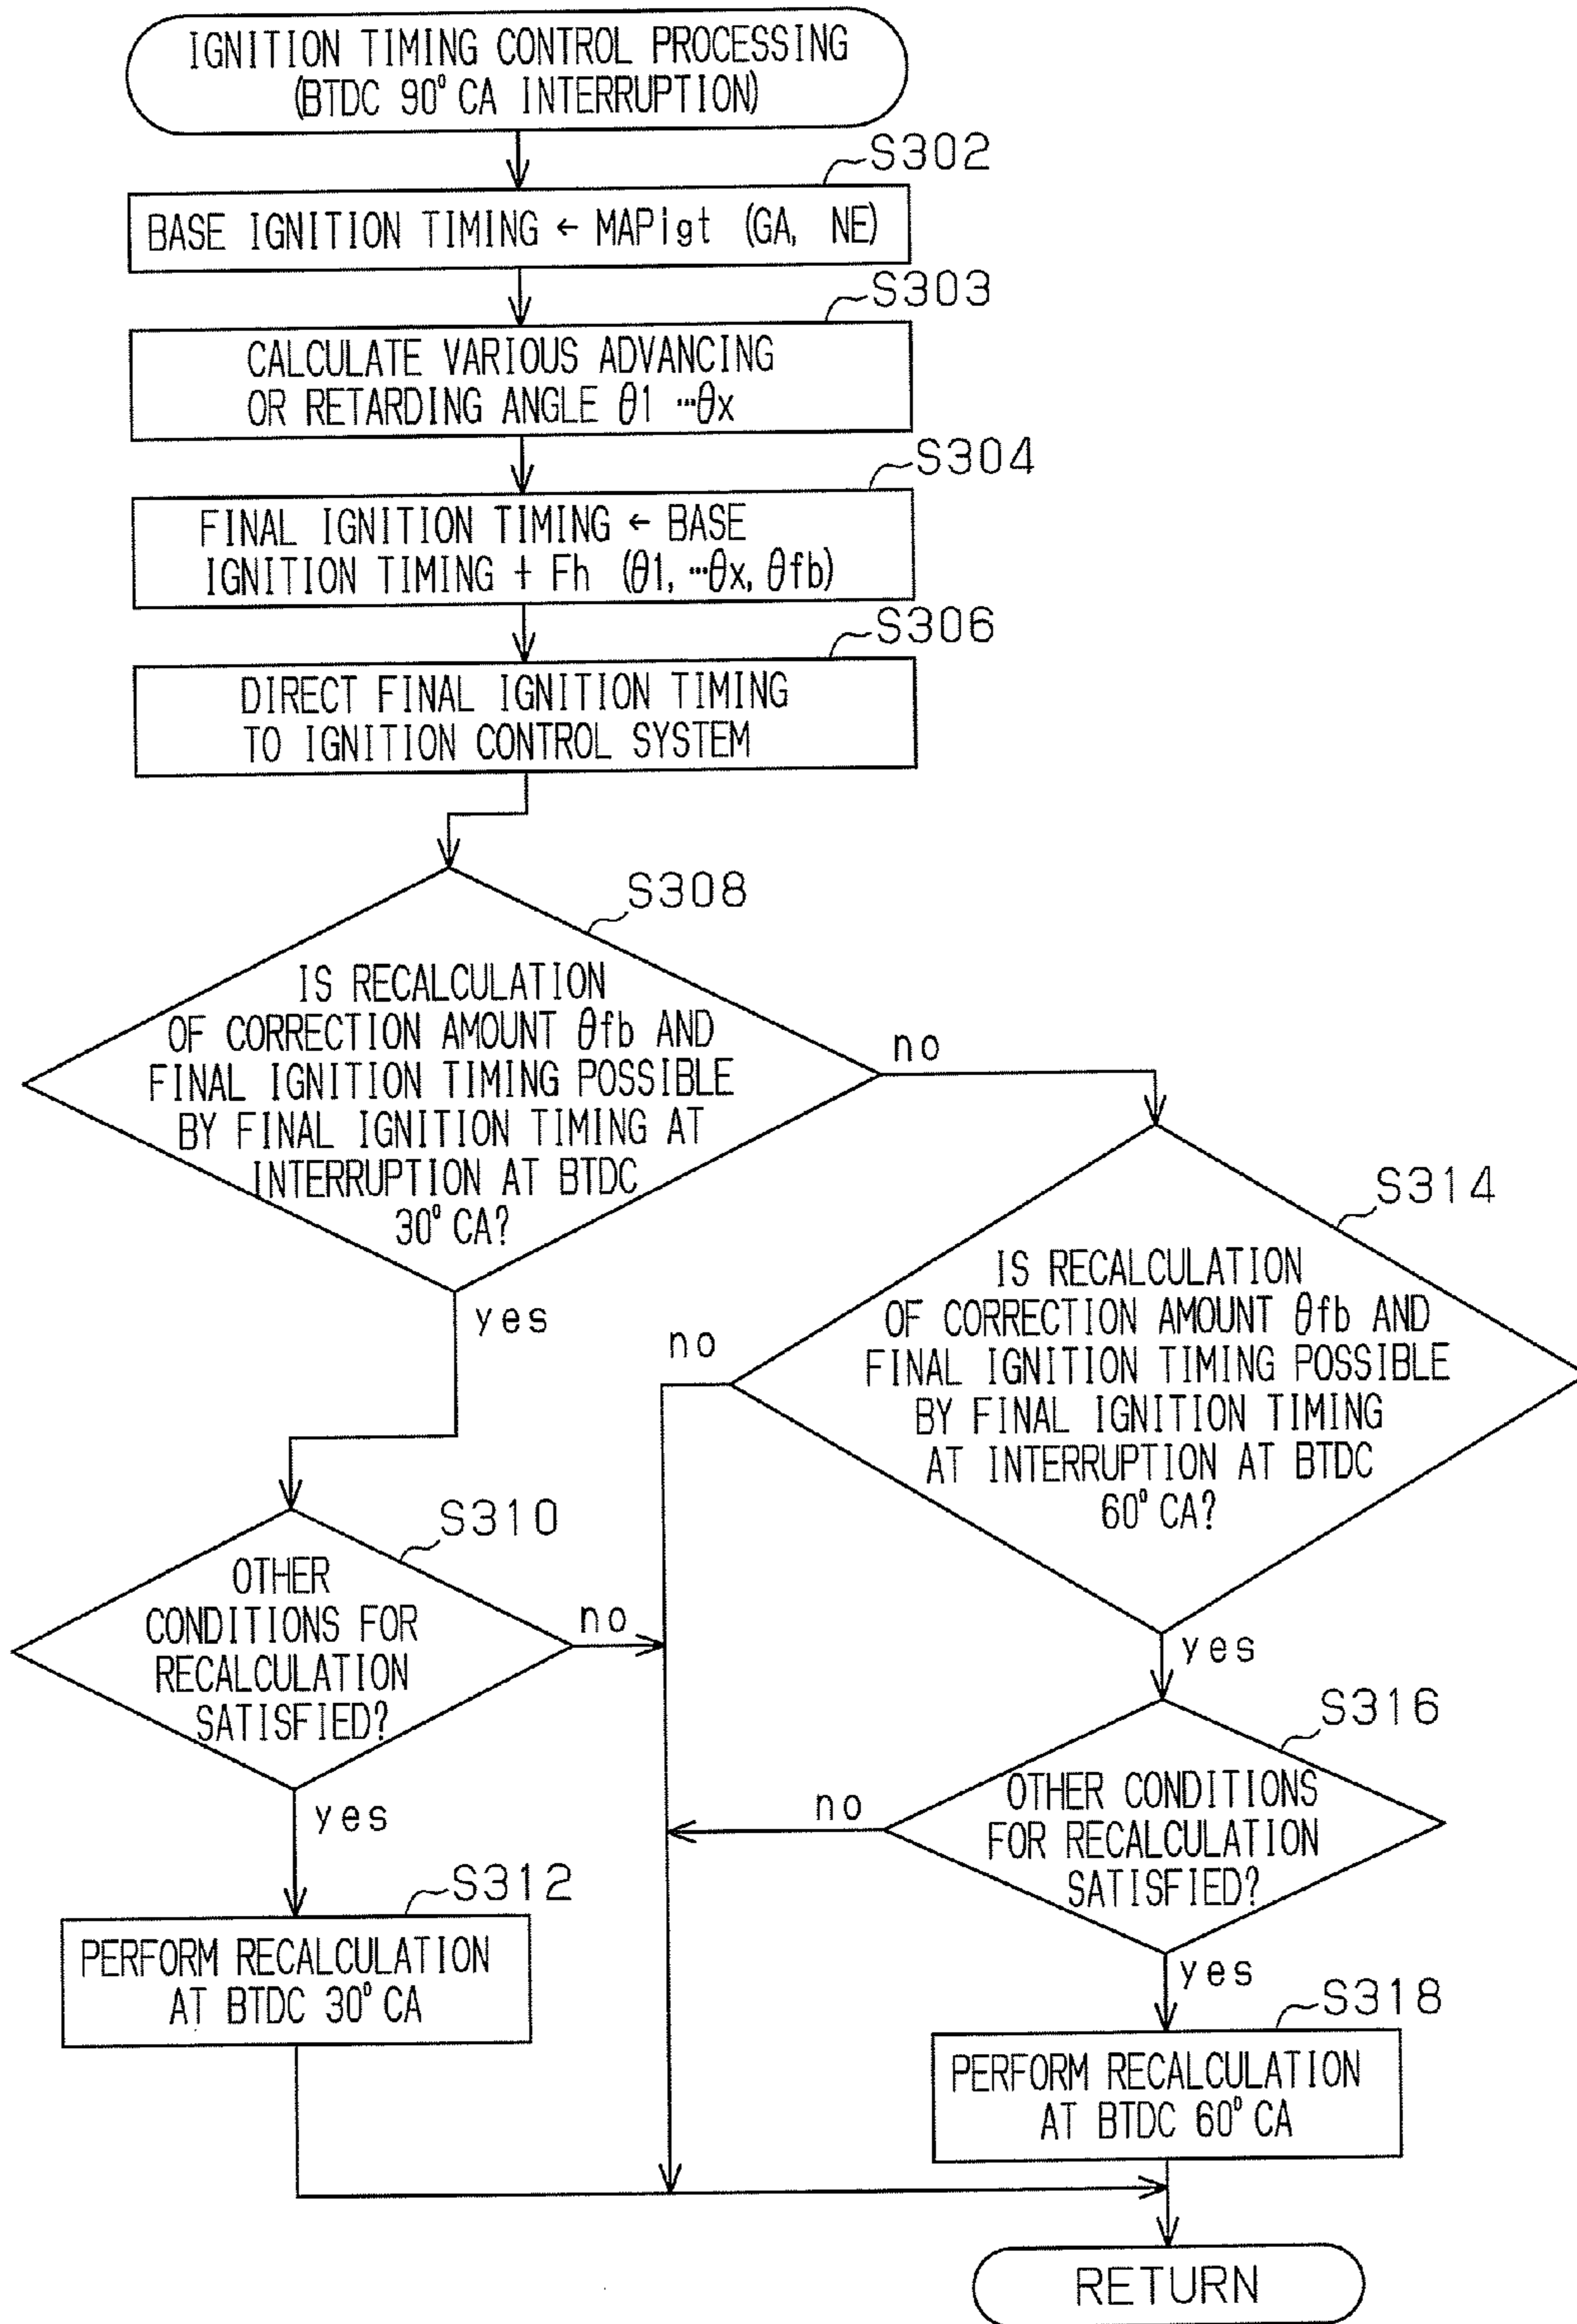 IGNITION TIMING CONTROL PROCESSING
(BTDC 90° CA INTERRUPTION)
S302
BASE IGNITION TIMING ← MAPigt (GA, NE)
S303
CALCULATE VARIOUS ADVANCING
OR RETARDING ANGLE θ1 …θx
S304
FINAL IGNITION TIMING ← BASE
IGNITION TIMING + Fh (θ1, …θx, θfb)
S306
DIRECT FINAL IGNITION TIMING
TO IGNITION CONTROL SYSTEM
S308
IS RECALCULATION
OF CORRECTION AMOUNT θfb AND
FINAL IGNITION TIMING POSSIBLE
BY FINAL IGNITION TIMING AT
INTERRUPTION AT BTDC
30° CA?
no
yes
S314
IS RECALCULATION
OF CORRECTION AMOUNT θfb AND
FINAL IGNITION TIMING POSSIBLE
BY FINAL IGNITION TIMING
AT INTERRUPTION AT BTDC
60° CA?
no
yes
S310
OTHER
CONDITIONS FOR
RECALCULATION
SATISFIED?
no
yes
S316
OTHER CONDITIONS
FOR RECALCULATION
SATISFIED?
no
yes
S312
PERFORM RECALCULATION
AT BTDC 30° CA
S318
PERFORM RECALCULATION
AT BTDC 60° CA
RETURN